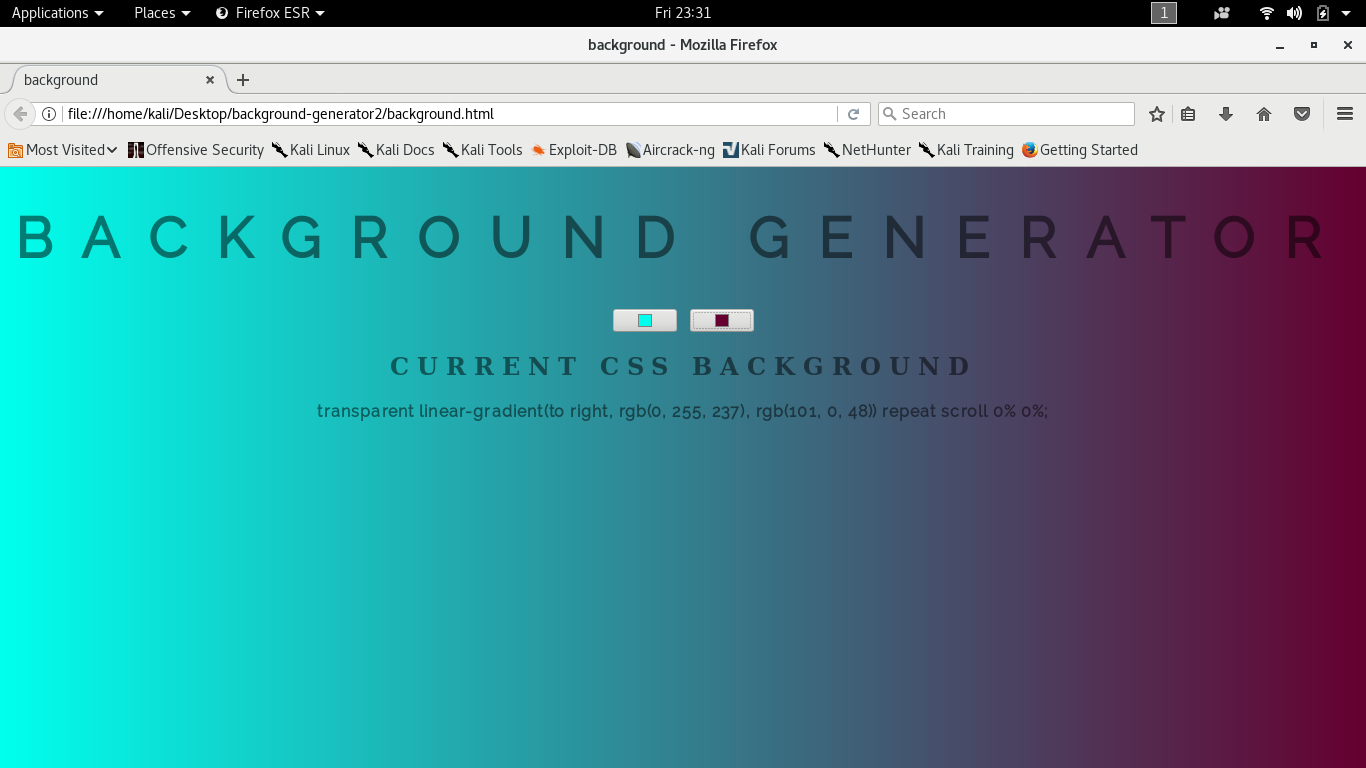 Applications Places Firefox ESR Fri 23:31 1
background - Mozilla Firefox
background
file:///home/kali/Desktop/background-generator2/background.html Search
Most Visited Offensive Security Kali Linux Kali Docs Kali Tools Exploit-DB Aircrack-ng Kali Forums NetHunter Kali Training Getting Started
BACKGROUND GENERATOR
CURRENT CSS BACKGROUND
transparent linear-gradient(to right, rgb(0, 255, 237), rgb(101, 0, 48)) repeat scroll 0% 0%;